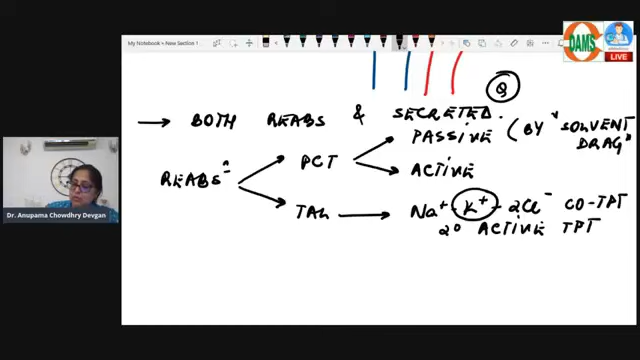 My Notebook > New Section 1
DAMS
LIVE
Q
→ BOTH REABS & SECRETED
PASSIVE (BY "SOLVENT DRAG"
REABSⁿ PCT
ACTIVE
TAL → Na⁺ - K⁺ - 2Cl⁻ CO-TPT
2° ACTIVE TPT
Dr. Anupama Chowdhry Devgan